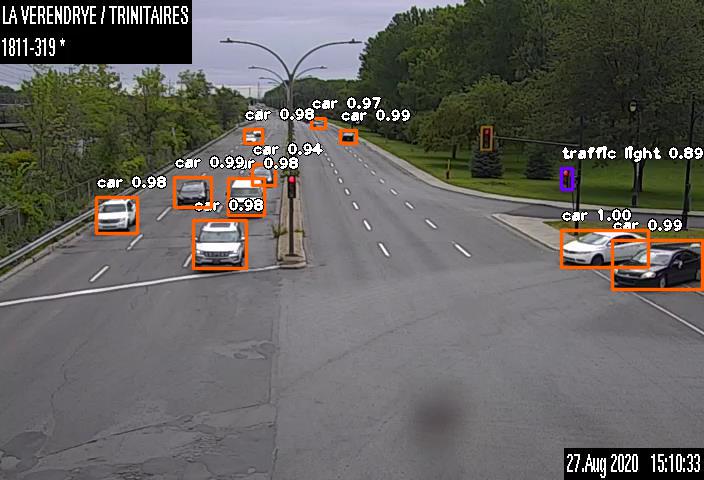 LA VERENDRYE / TRINITAIRES
1811-319 *
car 0.98
car 0.97
car 0.99
car 0.94
car 0.99
0.98
car 0.98
car 0.98
traffic light 0.89
car 1.00
car 0.99
27.Aug 2020 15:10:33